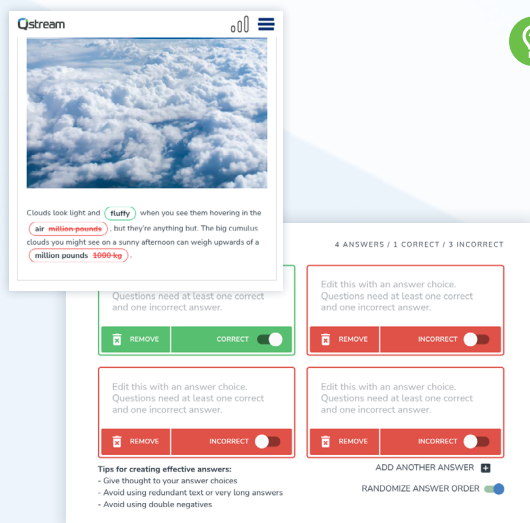 Qstream
Clouds look light and fluffy when you see them hovering in the
air million pounds , but they're anything but. The big cumulus
clouds you might see on a sunny afternoon can weigh upwards of a
million pounds 1000 kg .
4 ANSWERS / 1 CORRECT / 3 INCORRECT
Questions need at least one correct
and one incorrect answer.
REMOVE CORRECT
Edit this with an answer choice.
Questions need at least one correct
and one incorrect answer.
REMOVE INCORRECT
Edit this with an answer choice.
Questions need at least one correct
and one incorrect answer.
REMOVE INCORRECT
Edit this with an answer choice.
Questions need at least one correct
and one incorrect answer.
REMOVE INCORRECT
Tips for creating effective answers:
- Give thought to your answer choices
- Avoid using redundant text or very long answers
- Avoid using double negatives
ADD ANOTHER ANSWER
RANDOMIZE ANSWER ORDER